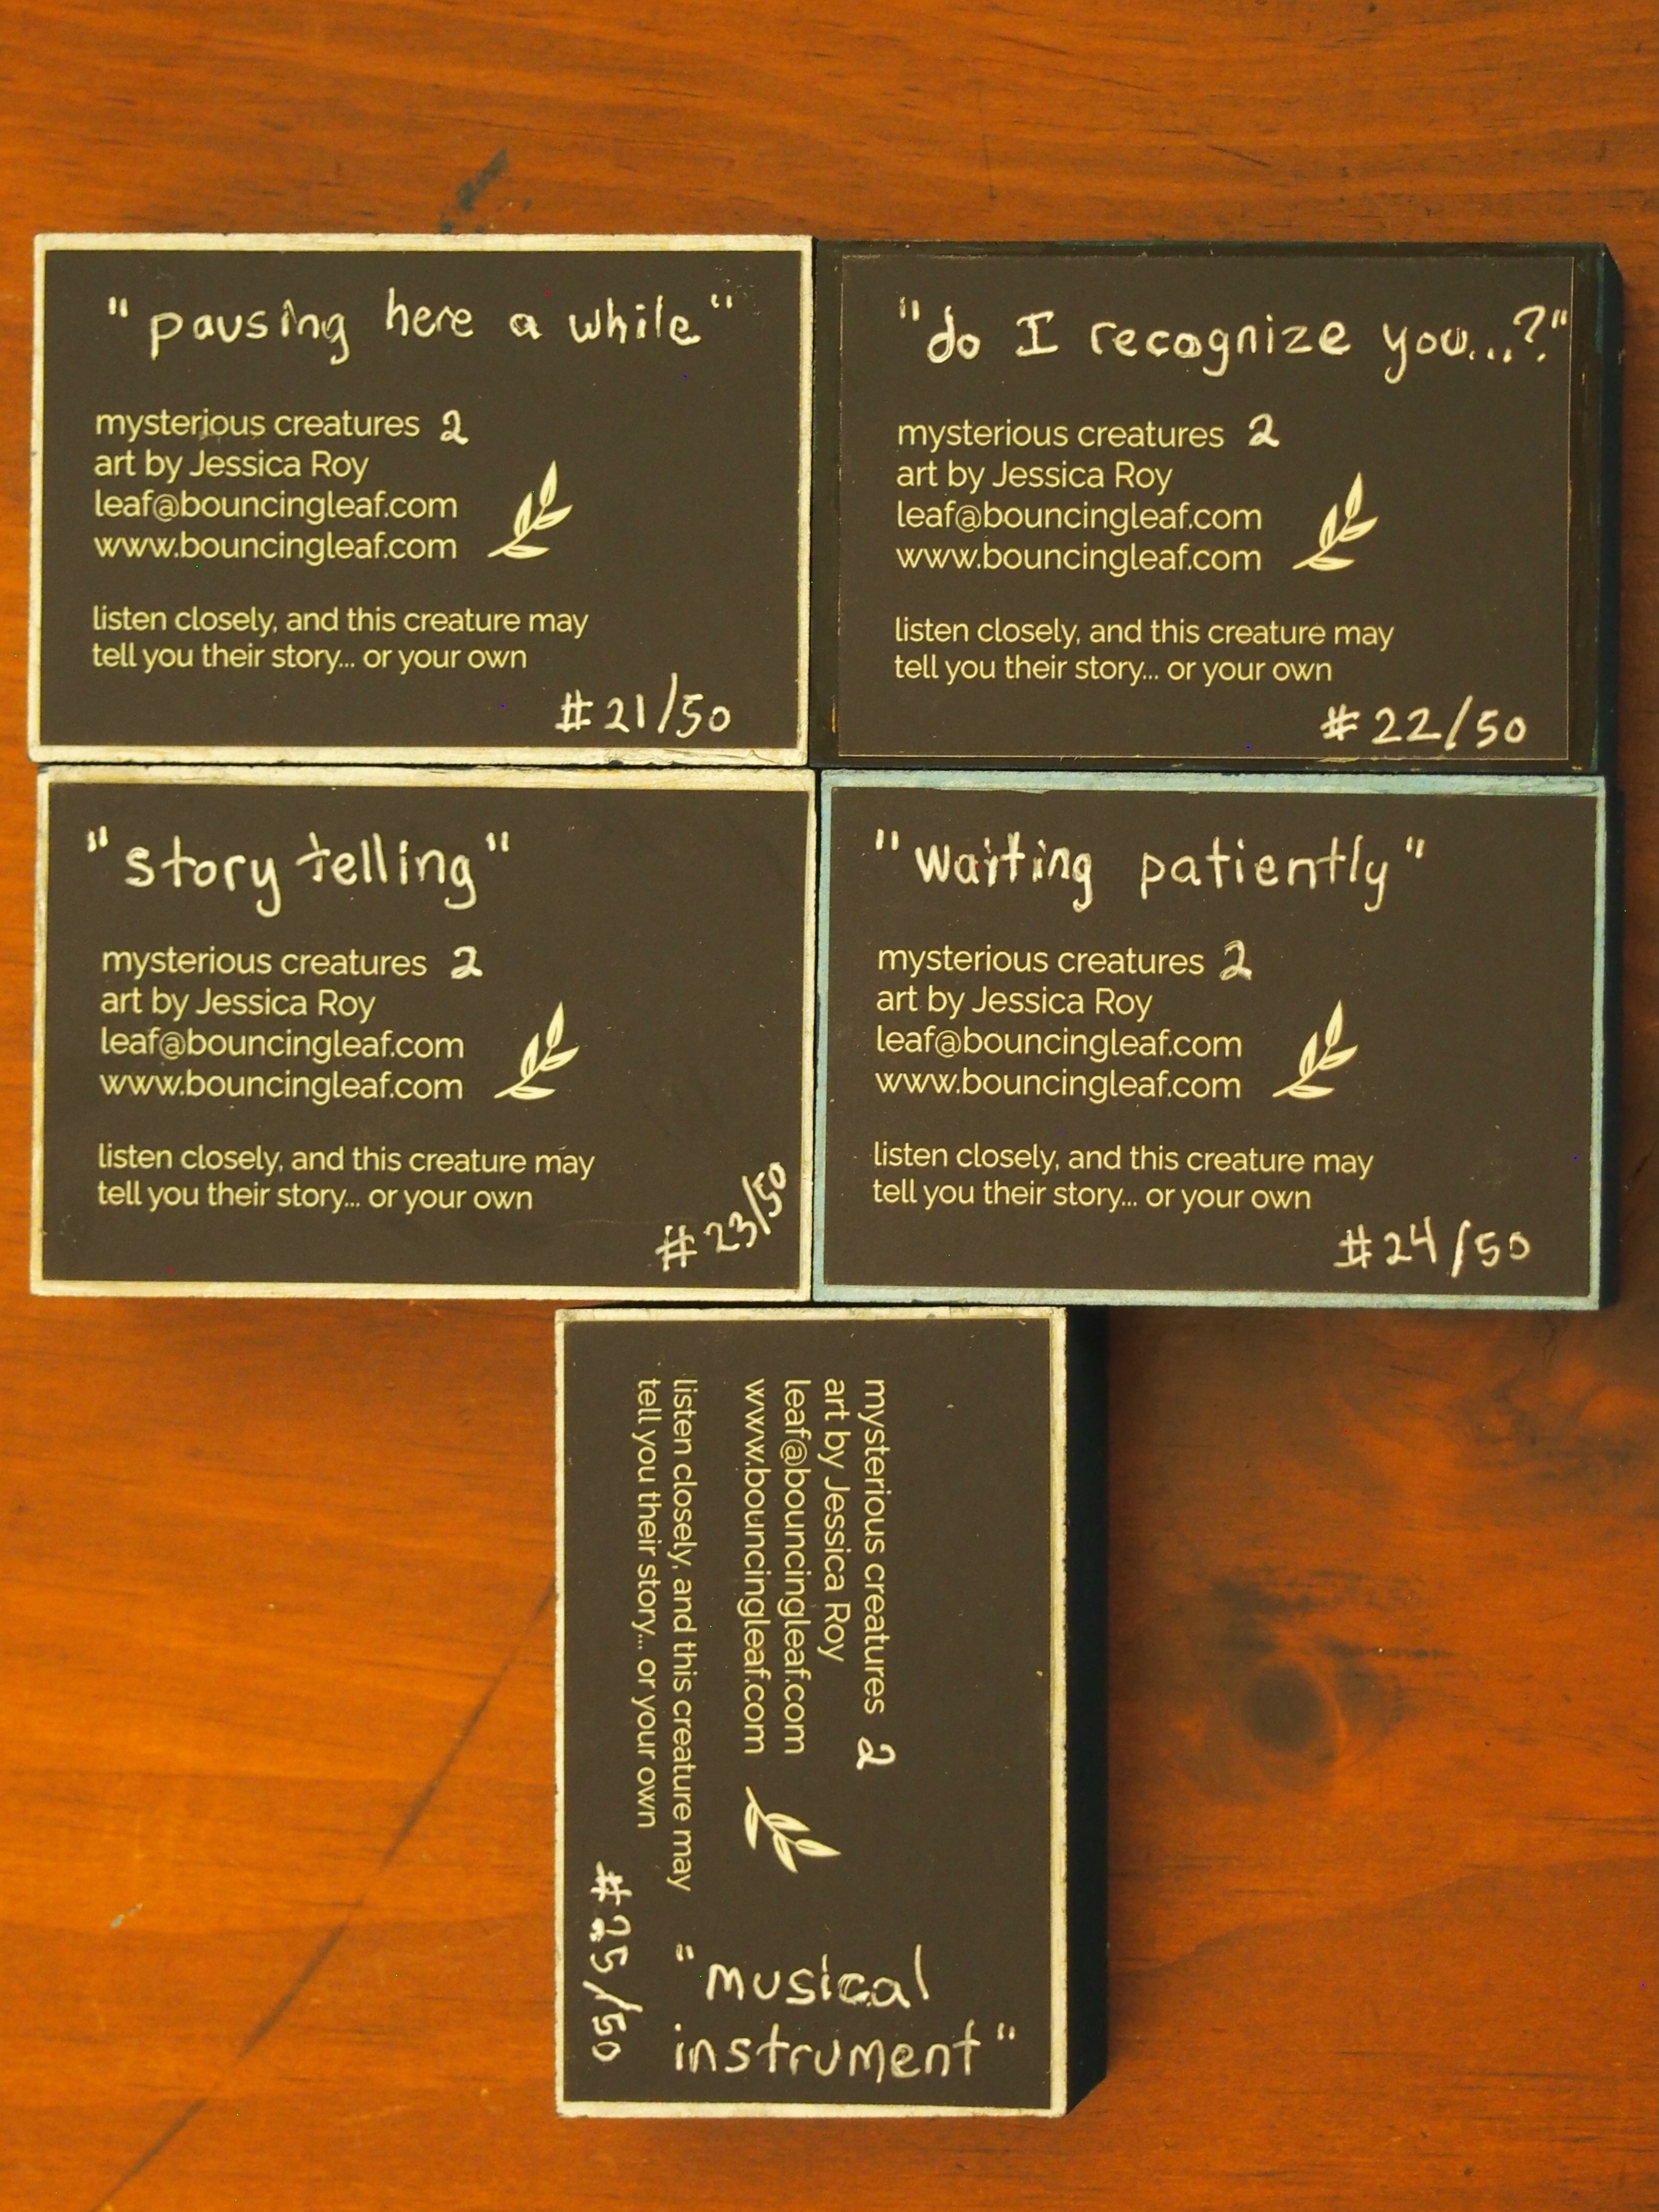 "pausing here a while"
mysterious creatures 2
art by Jessica Roy
leaf@bouncingleaf.com
www.bouncingleaf.com
listen closely, and this creature may
tell you their story... or your own
#21/50
"do I recognize you...?"
mysterious creatures 2
art by Jessica Roy
leaf@bouncingleaf.com
www.bouncingleaf.com
listen closely, and this creature may
tell you their story... or your own
#22/50
"story telling"
mysterious creatures 2
art by Jessica Roy
leaf@bouncingleaf.com
www.bouncingleaf.com
listen closely, and this creature may
tell you their story... or your own
#23/50
"waiting patiently"
mysterious creatures 2
art by Jessica Roy
leaf@bouncingleaf.com
www.bouncingleaf.com
listen closely, and this creature may
tell you their story... or your own
#24/50
mysterious creatures 2
art by Jessica Roy
leaf@bouncingleaf.com
www.bouncingleaf.com
listen closely, and this creature may
tell you their story... or your own
#25/50
"musical
instrument"